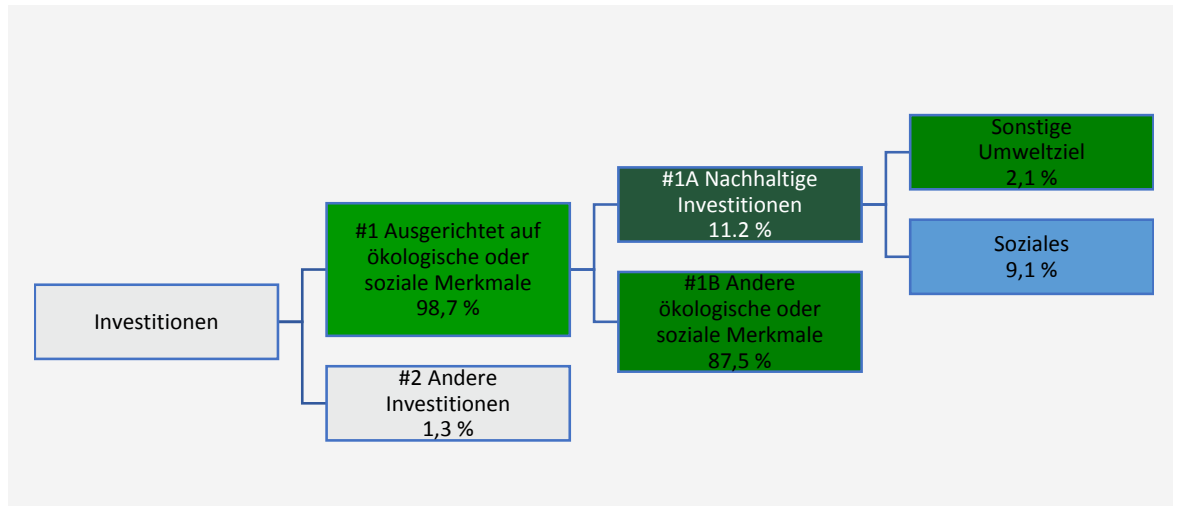 Investitionen
#1 Ausgerichtet auf
ökologische oder
soziale Merkmale
98,7 %
#2 Andere
Investitionen
1,3 %
#1A Nachhaltige
Investitionen
11.2 %
#1B Andere
ökologische oder
soziale Merkmale
87,5 %
Sonstige
Umweltziel
2,1 %
Soziales
9,1 %